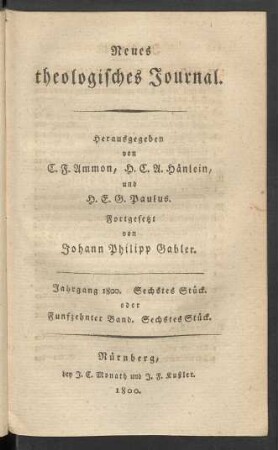 Neues
theologisches Journal.
Herausgegeben
von
C. F. Ammon, H. C. A. Hänlein,
und
H. E. G. Paulus.
Fortgesetzt
von
Johann Philipp Gabler.
Jahrgang 1800. Sechstes Stück.
oder
Funfzehnter Band. Sechstes Stück.
Nürnberg,
bey J. C. Monath und J. F. Kußler.
1800.